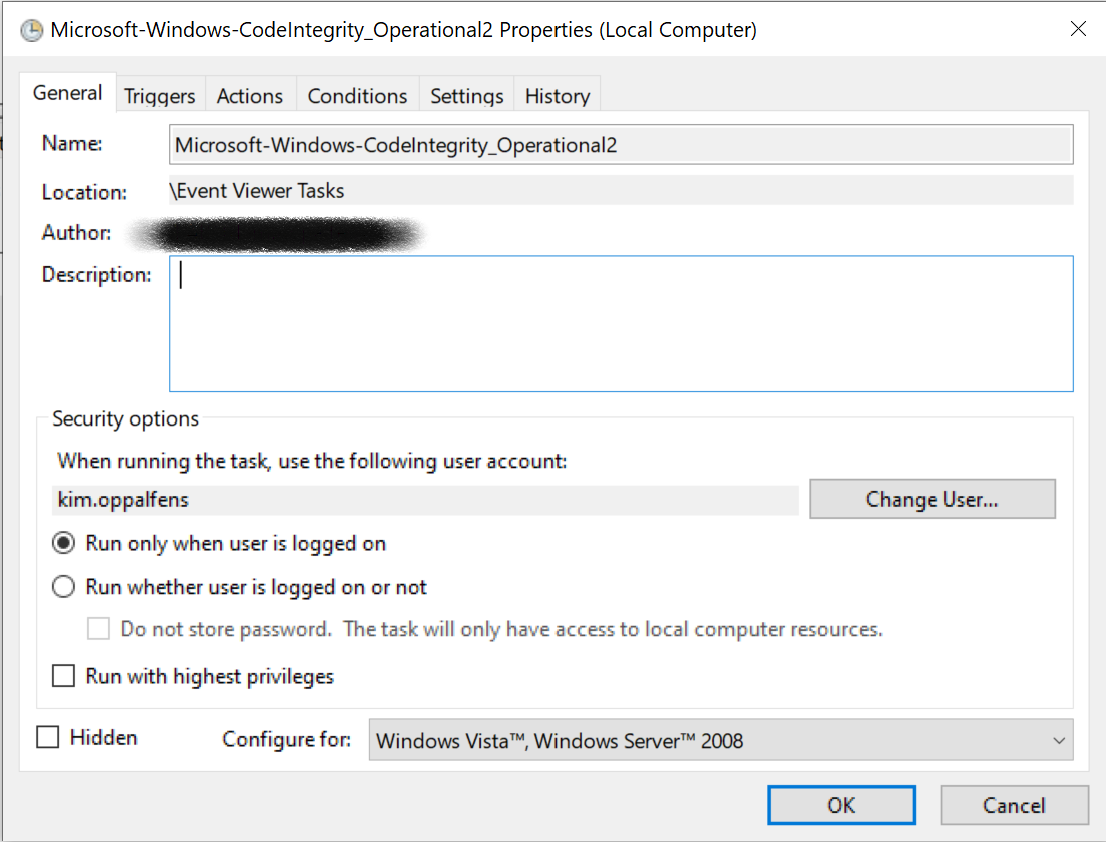 Microsoft-Windows-CodeIntegrity_Operational2 Properties (Local Computer)
General Triggers Actions Conditions Settings History
Name: Microsoft-Windows-CodeIntegrity_Operational2
Location: \Event Viewer Tasks
Author:
Description:
Security options
When running the task, use the following user account:
kim.oppalfens Change User...
Run only when user is logged on
Run whether user is logged on or not
Do not store password. The task will only have access to local computer resources.
Run with highest privileges
Hidden Configure for: Windows Vista™, Windows Server™ 2008
OK Cancel